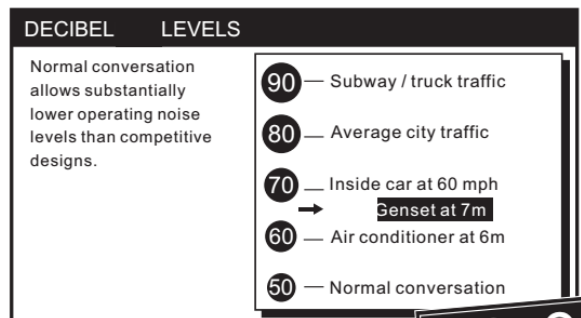 DECIBEL LEVELS
Normal conversation
allows substantially
lower operating noise
levels than competitive
designs.
90 — Subway / truck traffic
80 — Average city traffic
70 — Inside car at 60 mph
→ Genset at 7m
60 — Air conditioner at 6m
50 — Normal conversation